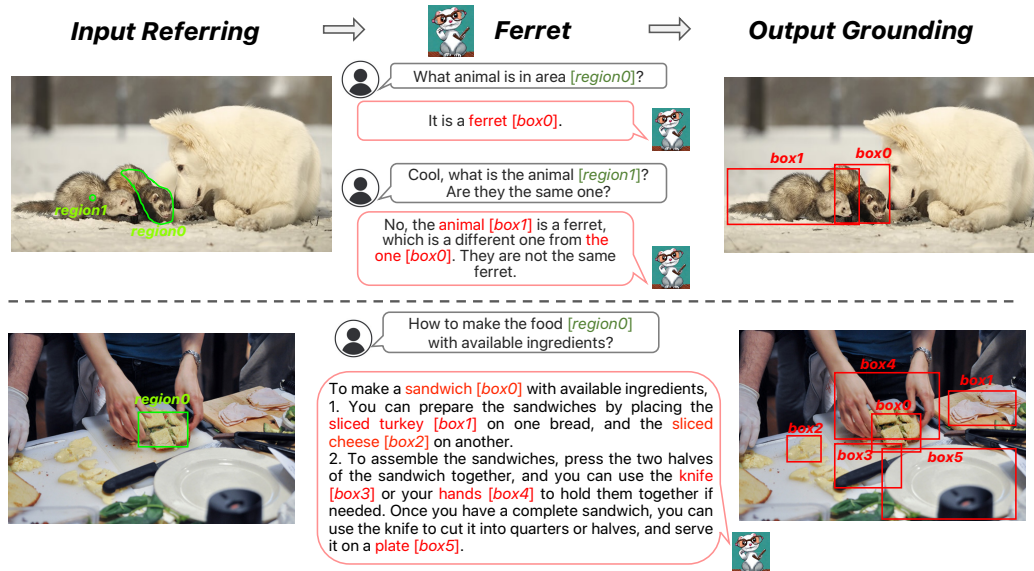 Input Referring
Ferret
Output Grounding
What animal is in area [region0]?
It is a ferret [box0].
Cool, what is the animal [region1]?
Are they the same one?
No, the animal [box1] is a ferret,
which is a different one from the
one [box0]. They are not the same
ferret.
region1
region0
box1
box0
How to make the food [region0]
with available ingredients?
To make a sandwich [box0] with available ingredients,
1. You can prepare the sandwiches by placing the
sliced turkey [box1] on one bread, and the sliced
cheese [box2] on another.
2. To assemble the sandwiches, press the two halves
of the sandwich together, and you can use the knife
[box3] or your hands [box4] to hold them together if
needed. Once you have a complete sandwich, you can
use the knife to cut it into quarters or halves, and serve
it on a plate [box5].
region0
box4
box1
box0
box2
box3
box5